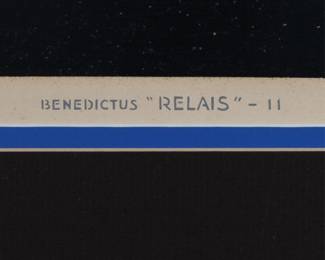 BENEDICTUS "RELAIS" - 11